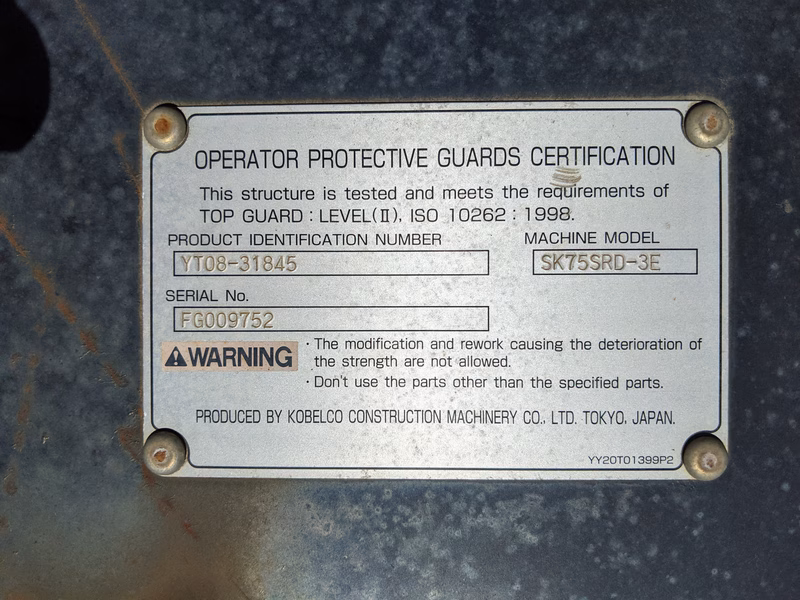 OPERATOR PROTECTIVE GUARDS CERTIFICATION
This structure is tested and meets the requirements of
TOP GUARD : LEVEL(Ⅱ), ISO 10262 : 1998.
PRODUCT IDENTIFICATION NUMBER MACHINE MODEL
YT08-31845 SK75SRD-3E
SERIAL No.
FG009752
⚠WARNING
・The modification and rework causing the deterioration of
the strength are not allowed.
・Don't use the parts other than the specified parts.
PRODUCED BY KOBELCO CONSTRUCTION MACHINERY CO., LTD. TOKYO, JAPAN.
YY20T01399P2